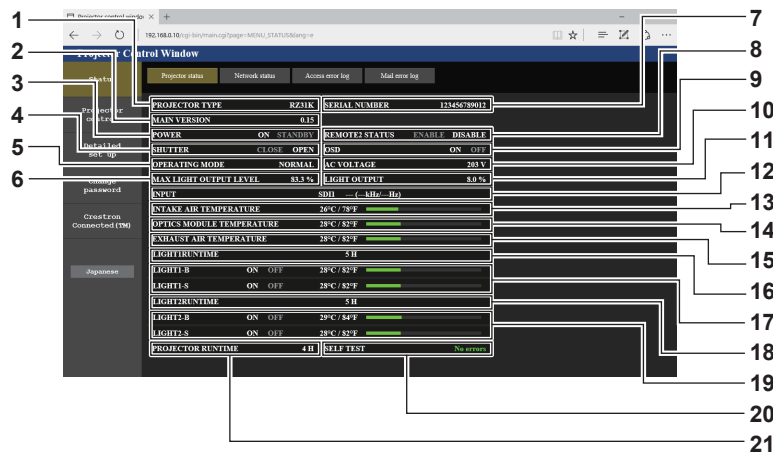 Projector control window × +
192.168.0.10/cgi-bin/main.cgi?page=MENU_STATUS&lang=e
Projector Control Window
Status
Projector status Network status Access error log Mail error log
Projector control
Detailed set up
Change password
Crestron Connected(TM)
Japanese
PROJECTOR TYPE RZ31K SERIAL NUMBER 123456789012
MAIN VERSION 0.15
POWER ON STANDBY REMOTE2 STATUS ENABLE DISABLE
SHUTTER CLOSE OPEN OSD ON OFF
OPERATING MODE NORMAL AC VOLTAGE 203 V
MAX LIGHT OUTPUT LEVEL 83.3 % LIGHT OUTPUT 8.0 %
INPUT SDI1 — (—kHz/—Hz)
INTAKE AIR TEMPERATURE 26°C / 78°F
OPTICS MODULE TEMPERATURE 28°C / 82°F
EXHAUST AIR TEMPERATURE 28°C / 82°F
LIGHT1RUNTIME 5 H
LIGHT1-B ON OFF 28°C / 82°F
LIGHT1-S ON OFF 28°C / 82°F
LIGHT2RUNTIME 5 H
LIGHT2-B ON OFF 29°C / 84°F
LIGHT2-S ON OFF 28°C / 82°F
PROJECTOR RUNTIME 4 H SELF TEST No errors
1
2
3
4
5
6
7
8
9
10
11
12
13
14
15
16
17
18
19
20
21